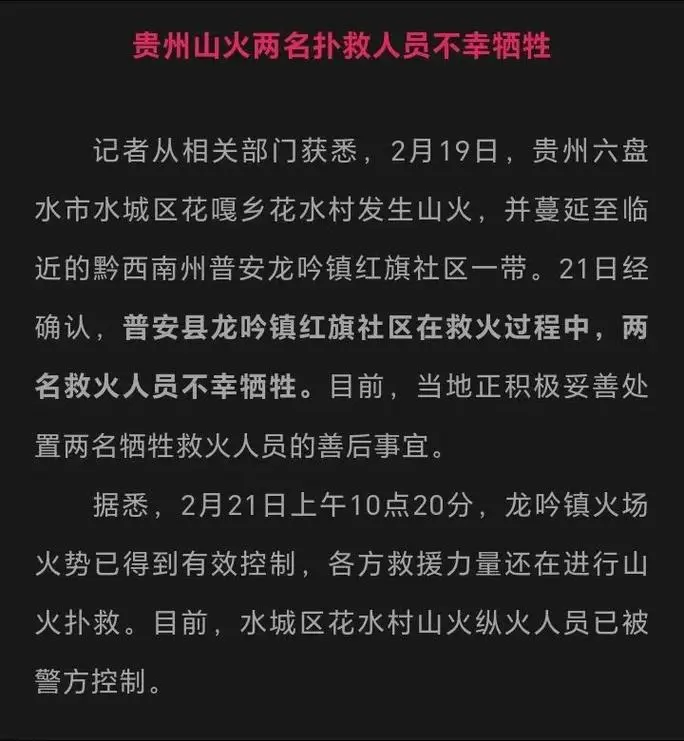 贵州山火两名扑救人员不幸牺牲
记者从相关部门获悉，2月19日，贵州六盘
水市水城区花嘎乡花水村发生山火，并蔓延至临
近的黔西南州普安龙吟镇红旗社区一带。21日经
确认，普安县龙吟镇红旗社区在救火过程中，两
名救火人员不幸牺牲。目前，当地正积极妥善处
置两名牺牲救火人员的善后事宜。
据悉，2月21日上午10点20分，龙吟镇火场
火势已得到有效控制，各方救援力量还在进行山
火扑救。目前，水城区花水村山火纵火人员已被
警方控制。